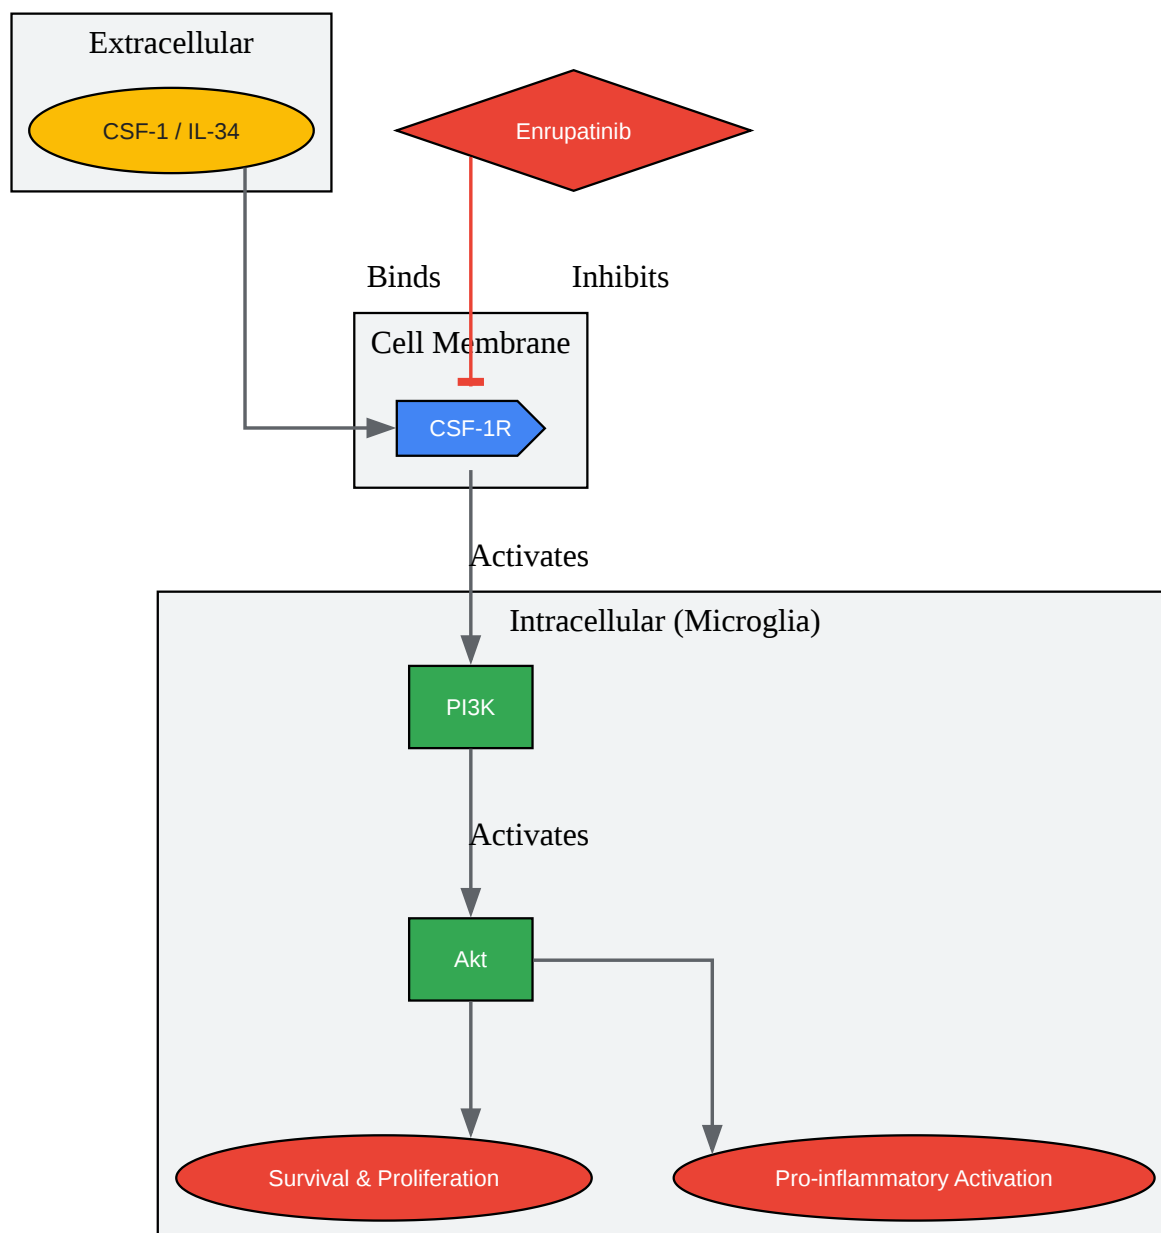 Extracellular
CSF-1 / IL-34
Enrupatinib
Binds
Inhibits
Cell Membrane
CSF-1R
Activates
Intracellular (Microglia)
PI3K
Activates
Akt
Survival & Proliferation
Pro-inflammatory Activation